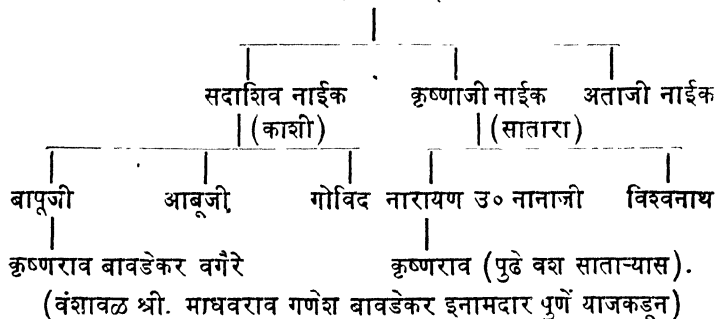 सदाशिव नाईक कृष्णाजी नाईक अताजी नाईक
(काशी) (सातारा)
बापूजी आबूजी गोविद नारायण उ० नानाजी विश्वनाथ
कृष्णराव बावडेकर वगैरे कृष्णराव (पुढे वश साताऱ्यास).
(वंशावळ श्री. माधवराव गणेश बावडेकर इनामदार पुणें याजकडून)